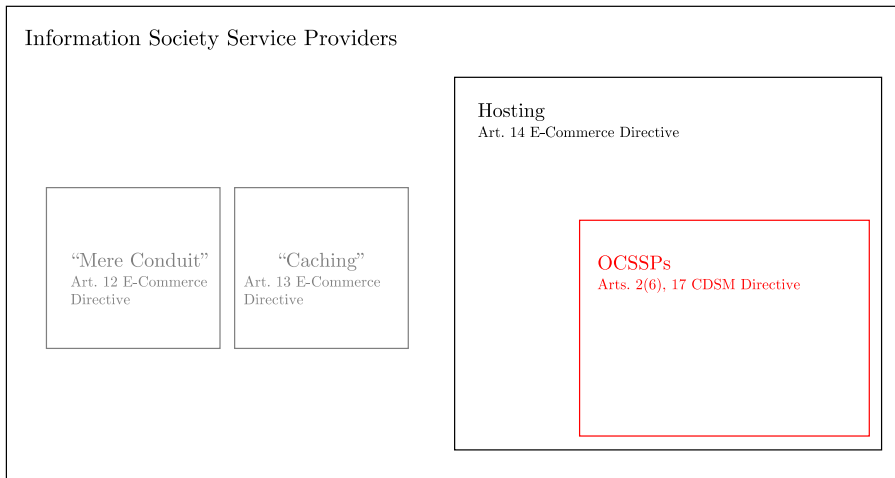 Information Society Service Providers
Hosting
Art. 14 E-Commerce Directive
“Mere Conduit”
Art. 12 E-Commerce
Directive
“Caching”
Art. 13 E-Commerce
Directive
OCSSPs
Arts. 2(6), 17 CDSM Directive